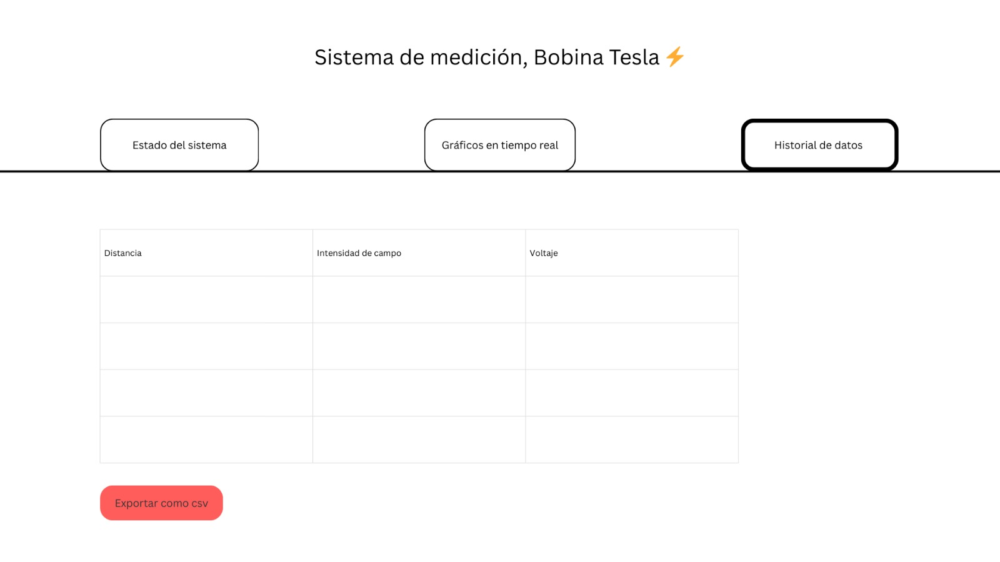 Sistema de medición, Bobina Tesla ⚡
Estado del sistema
Gráficos en tiempo real
Historial de datos
Distancia
Intensidad de campo
Voltaje
Exportar como csv